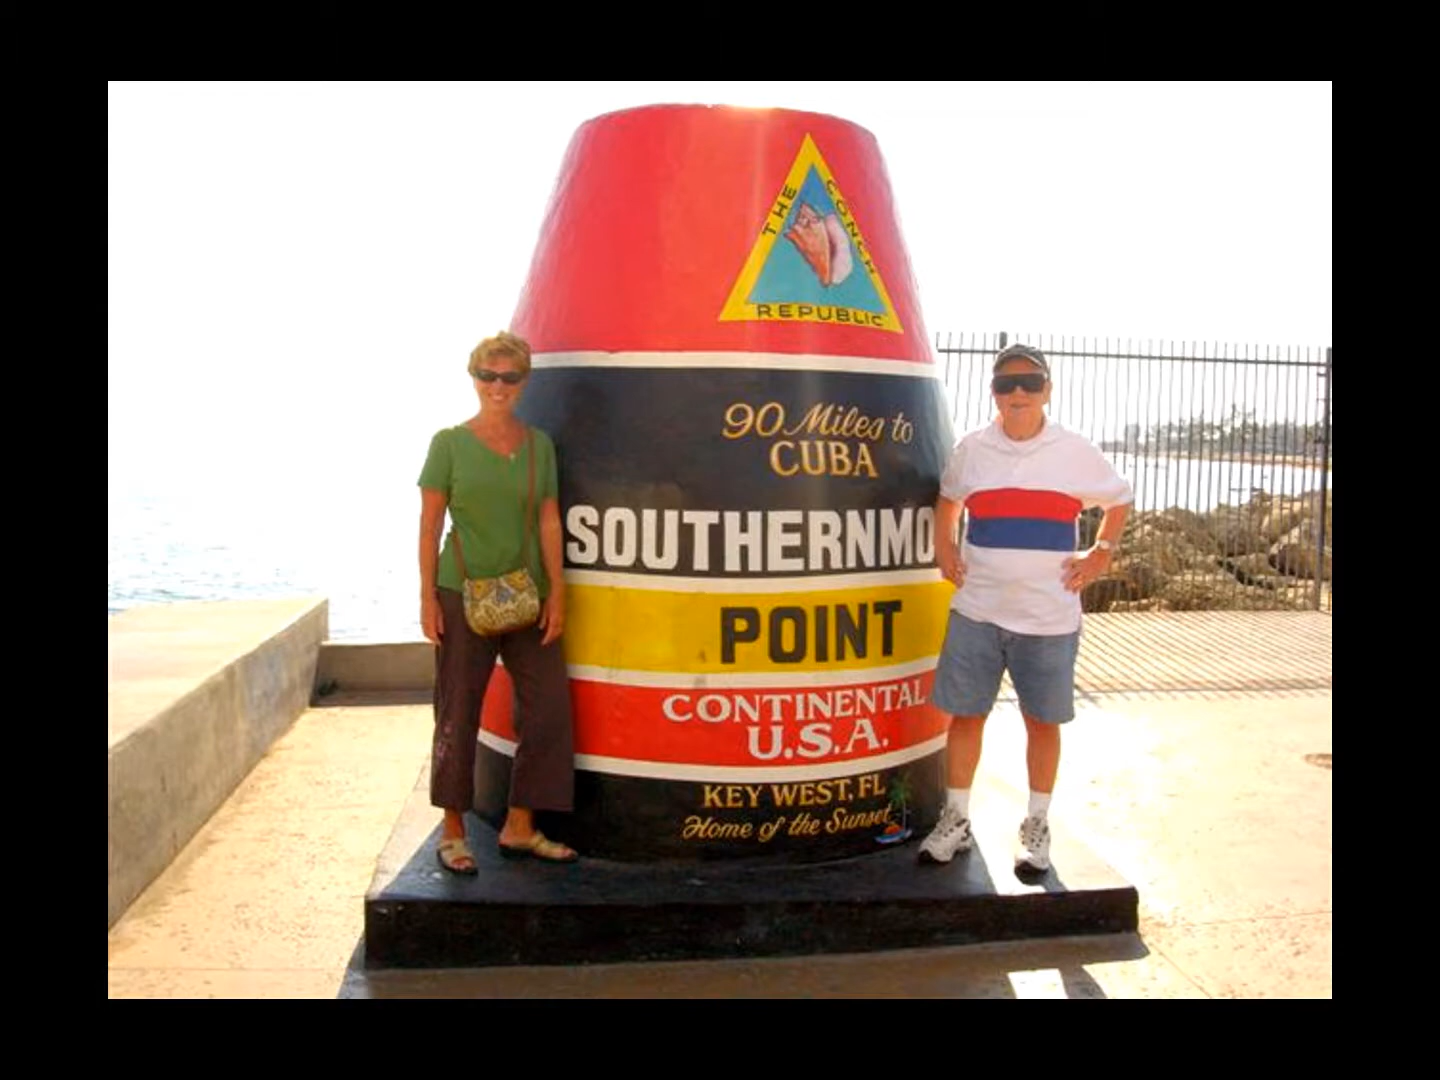 THE CONCH
REPUBLIC
90 Miles to
CUBA
SOUTHERNMO
POINT
CONTINENTAL
U.S.A.
KEY WEST, FL
Home of the Sunset